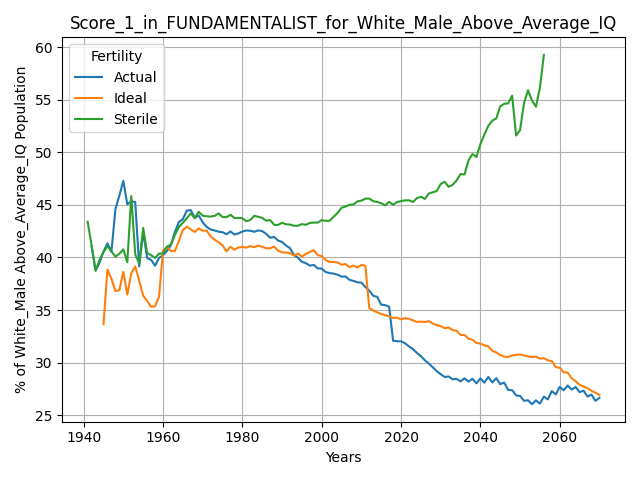 Score_1_in_FUNDAMENTALIST_for_White_Male_Above_Average_IQ
% of White_Male Above_Average_IQ Population
60
55
50
45
40
35
30
25
Fertility
Actual
Ideal
Sterile
1940 1960 1980 2000 2020 2040 2060
Years